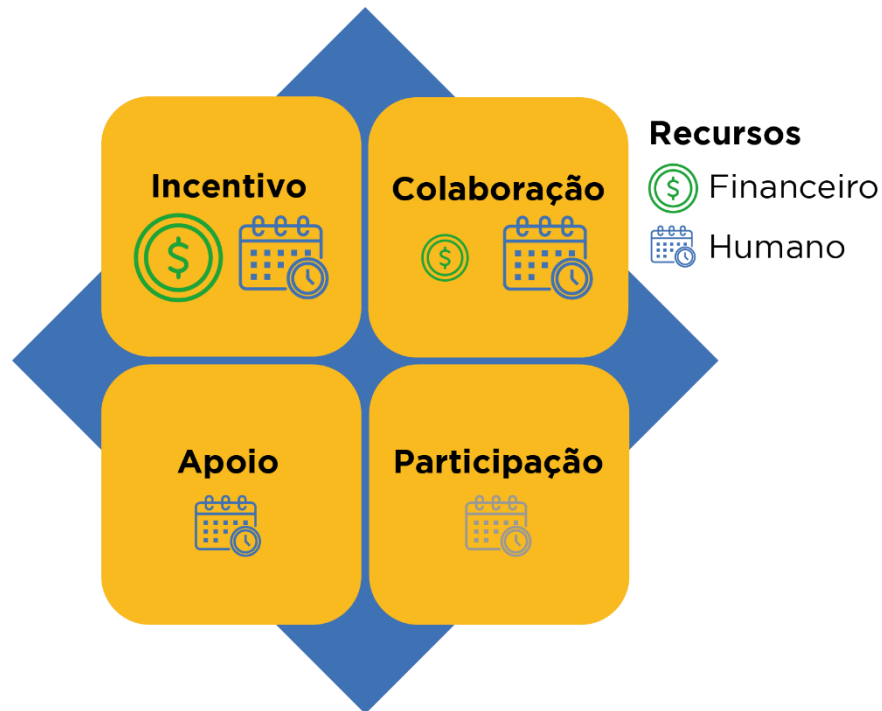 Incentivo
Colaboração
Recursos
$ Financeiro
Humano
$
$
Apoio
Participação